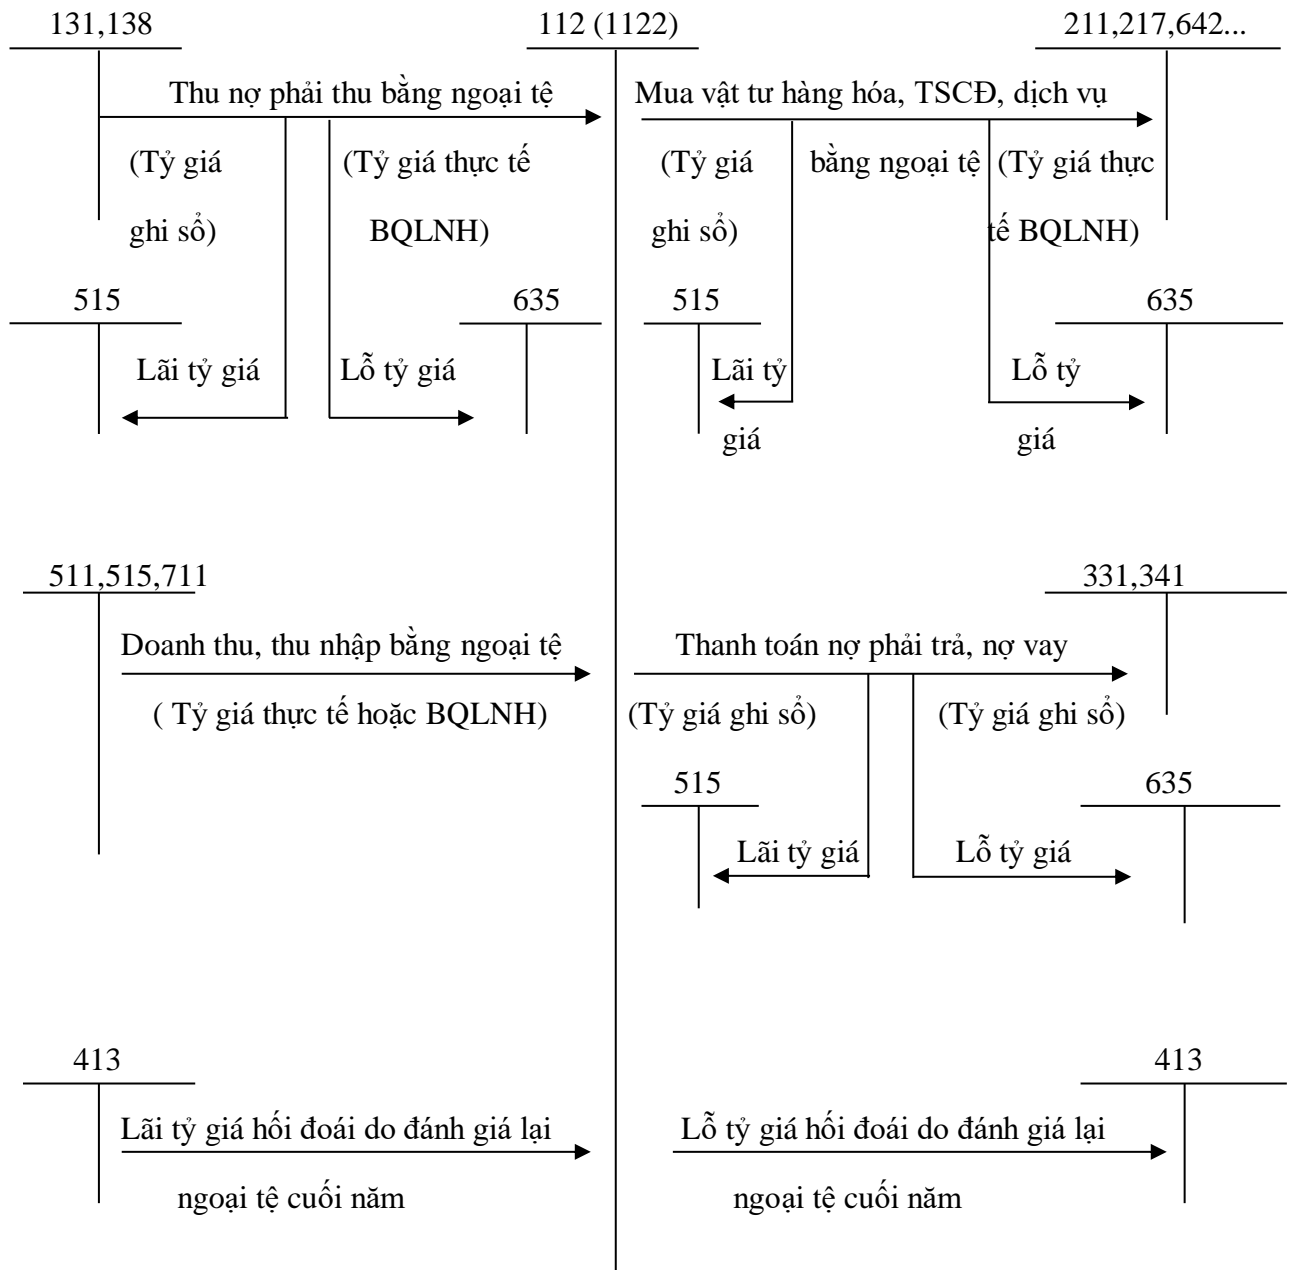 131,138
112 (1122)
211,217,642...
Thu nợ phải thu bằng ngoại tệ
Mua vật tư hàng hóa, TSCĐ, dịch vụ
(Tỷ giá
(Tỷ giá thực tế
(Tỷ giá
bằng ngoại tệ
(Tỷ giá thực
ghi sổ)
BQLNH)
ghi sổ)
tế BQLNH)
515
635
515
635
Lãi tỷ giá
Lỗ tỷ giá
Lãi tỷ
Lỗ tỷ
giá
giá
511,515,711
331,341
Doanh thu, thu nhập bằng ngoại tệ
Thanh toán nợ phải trả, nợ vay
( Tỷ giá thực tế hoặc BQLNH)
(Tỷ giá ghi sổ)
(Tỷ giá ghi sổ)
515
635
Lãi tỷ giá
Lỗ tỷ giá
413
413
Lãi tỷ giá hối đoái do đánh giá lại
Lỗ tỷ giá hối đoái do đánh giá lại
ngoại tệ cuối năm
ngoại tệ cuối năm